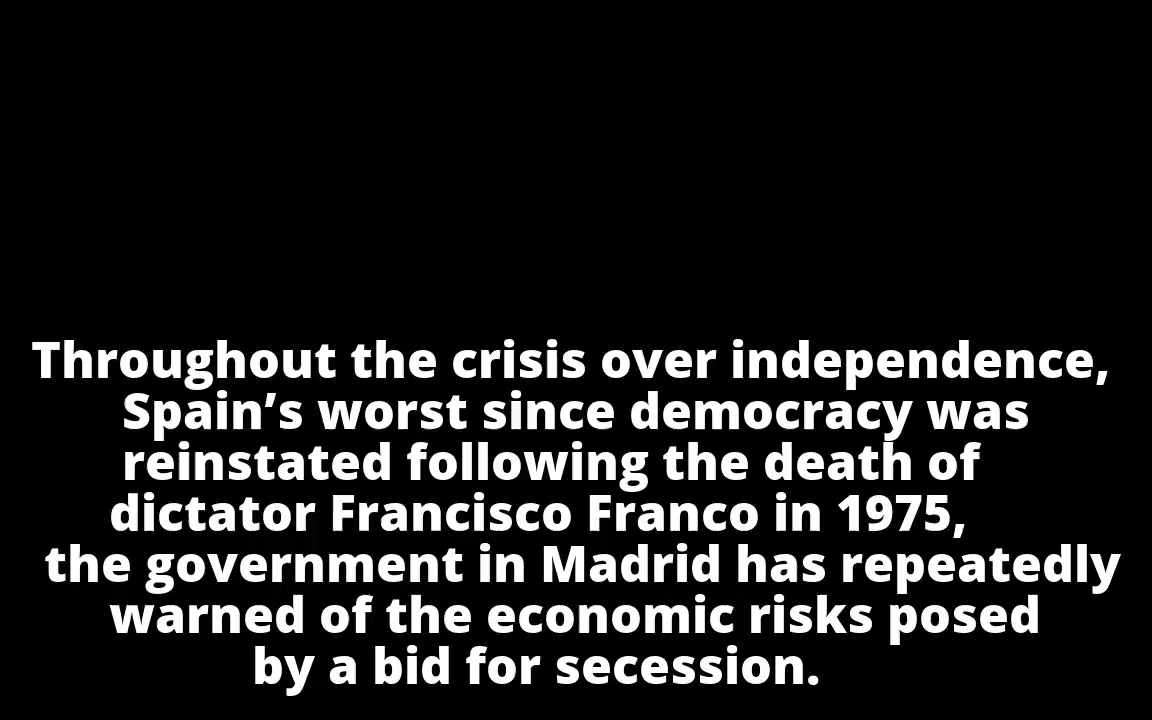 Throughout the crisis over independence,
Spain’s worst since democracy was
reinstated following the death of
dictator Francisco Franco in 1975,
the government in Madrid has repeatedly
warned of the economic risks posed
by a bid for secession.